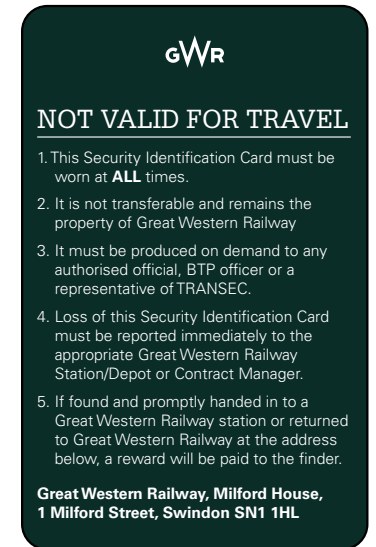 GWR
NOT VALID FOR TRAVEL
1. This Security Identification Card must be
worn at ALL times.
2. It is not transferable and remains the
property of Great Western Railway
3. It must be produced on demand to any
authorised official, BTP officer or a
representative of TRANSEC.
4. Loss of this Security Identification Card
must be reported immediately to the
appropriate Great Western Railway
Station/Depot or Contract Manager.
5. If found and promptly handed in to a
Great Western Railway station or returned
to Great Western Railway at the address
below, a reward will be paid to the finder.
Great Western Railway, Milford House,
1 Milford Street, Swindon SN1 1HL